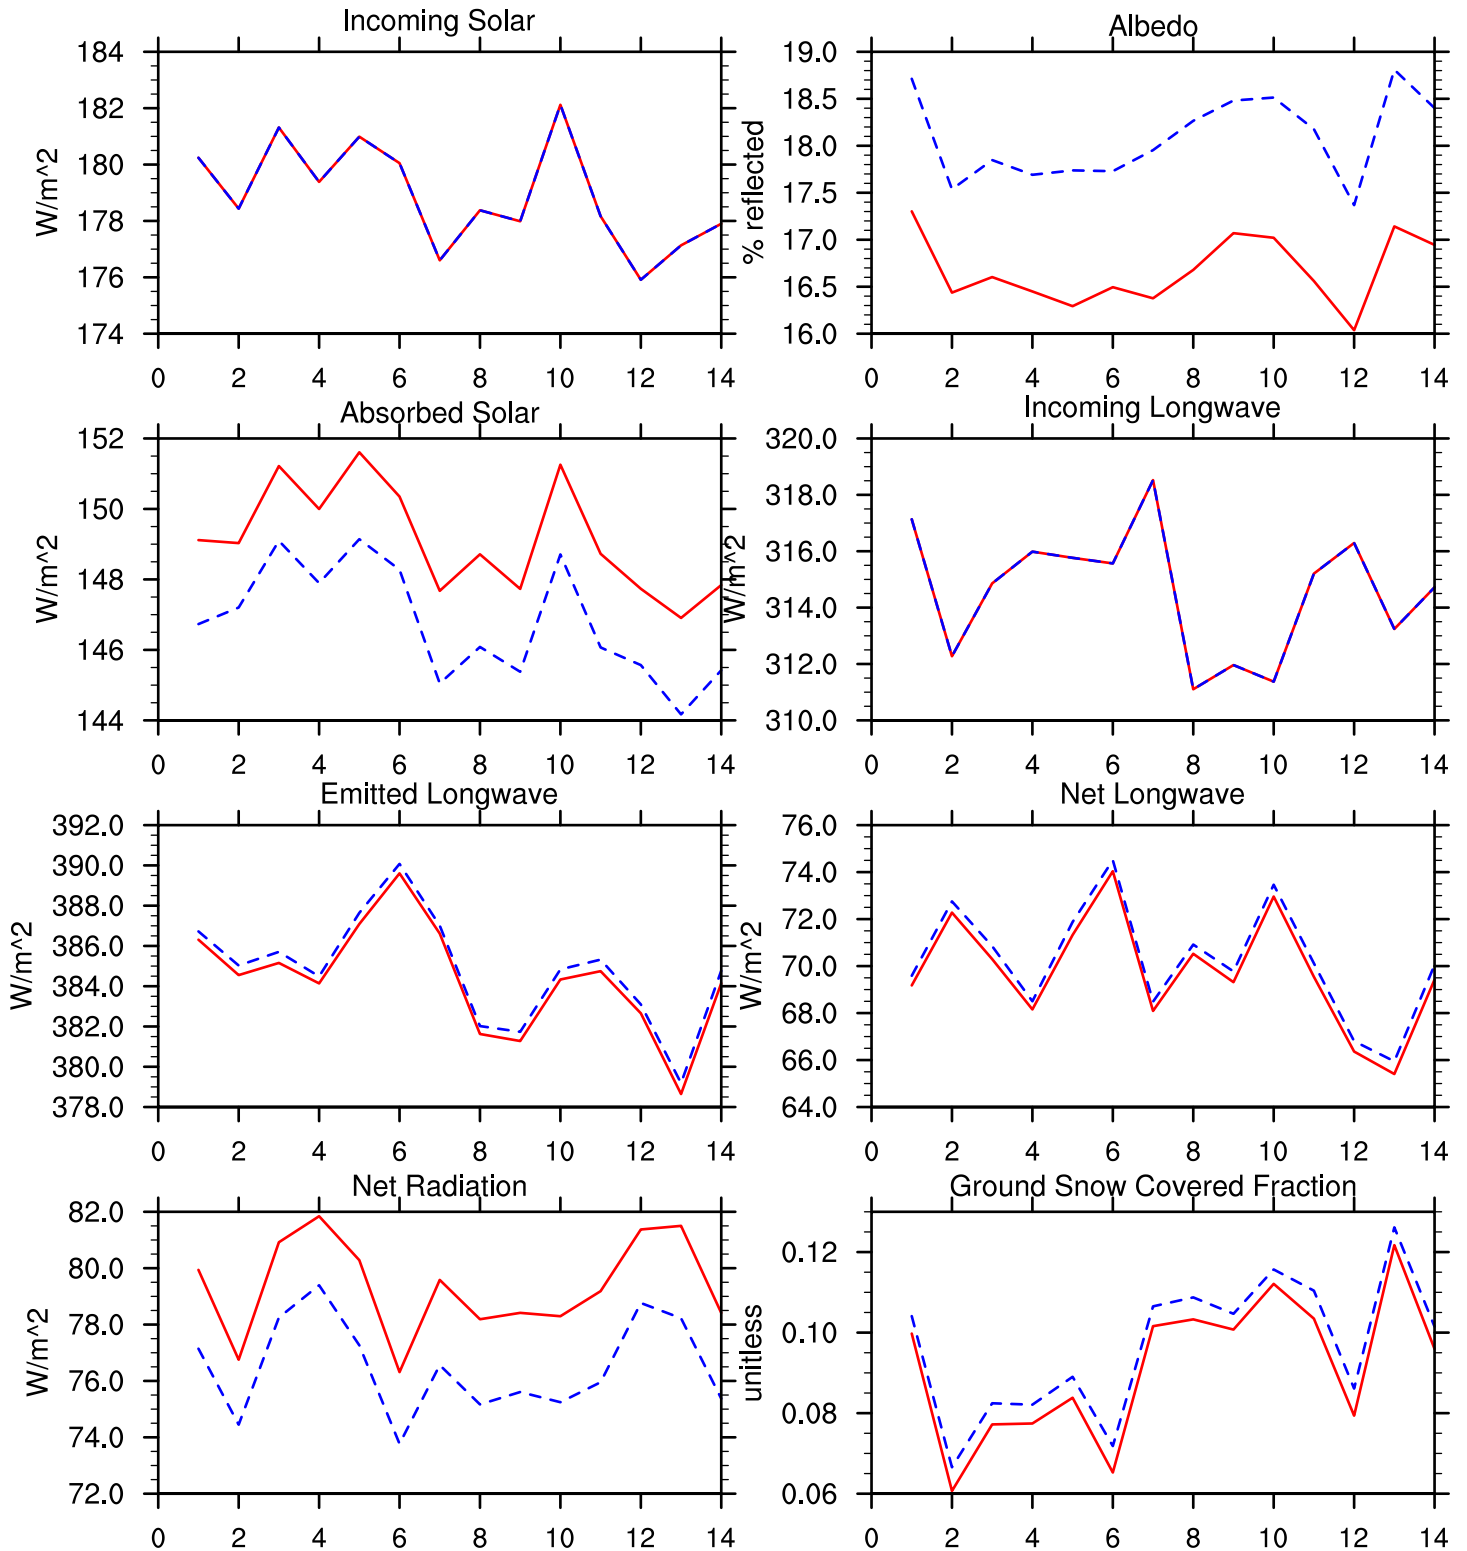 Incoming Solar
W/m^2
184
182
180
178
176
174
0 2 4 6 8 10 12 14
Albedo
% reflected
19.0
18.5
18.0
17.5
17.0
16.5
16.0
0 2 4 6 8 10 12 14
Absorbed Solar
W/m^2
152
150
148
146
144
0 2 4 6 8 10 12 14
Incoming Longwave
W/m^2
320.0
318.0
316.0
314.0
312.0
310.0
0 2 4 6 8 10 12 14
Emitted Longwave
W/m^2
392.0
390.0
388.0
386.0
384.0
382.0
380.0
378.0
0 2 4 6 8 10 12 14
Net Longwave
W/m^2
76.0
74.0
72.0
70.0
68.0
66.0
64.0
0 2 4 6 8 10 12 14
Net Radiation
W/m^2
82.0
80.0
78.0
76.0
74.0
72.0
0 2 4 6 8 10 12 14
Ground Snow Covered Fraction
unitless
0.12
0.10
0.08
0.06
0 2 4 6 8 10 12 14